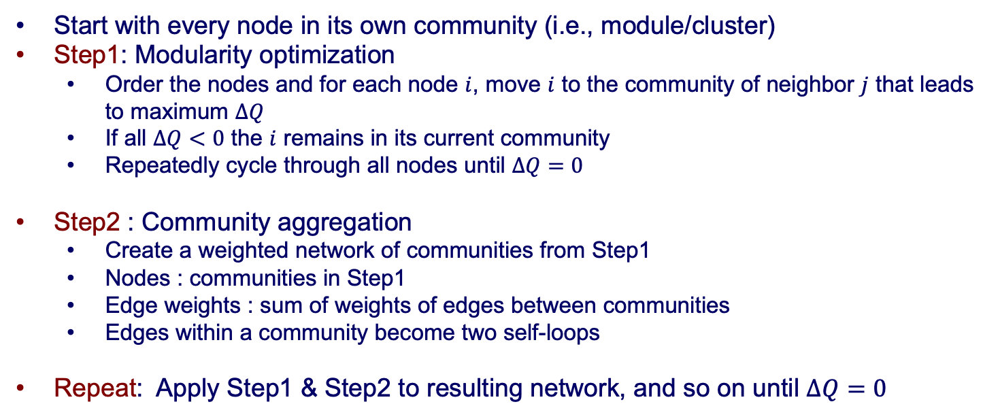 • Start with every node in its own community (i.e., module/cluster)
• Step1: Modularity optimization
• Order the nodes and for each node i, move i to the community of neighbor j that leads
to maximum ΔQ
• If all ΔQ < 0 the i remains in its current community
• Repeatedly cycle through all nodes until ΔQ = 0
• Step2 : Community aggregation
• Create a weighted network of communities from Step1
• Nodes : communities in Step1
• Edge weights : sum of weights of edges between communities
• Edges within a community become two self-loops
• Repeat: Apply Step1 & Step2 to resulting network, and so on until ΔQ = 0